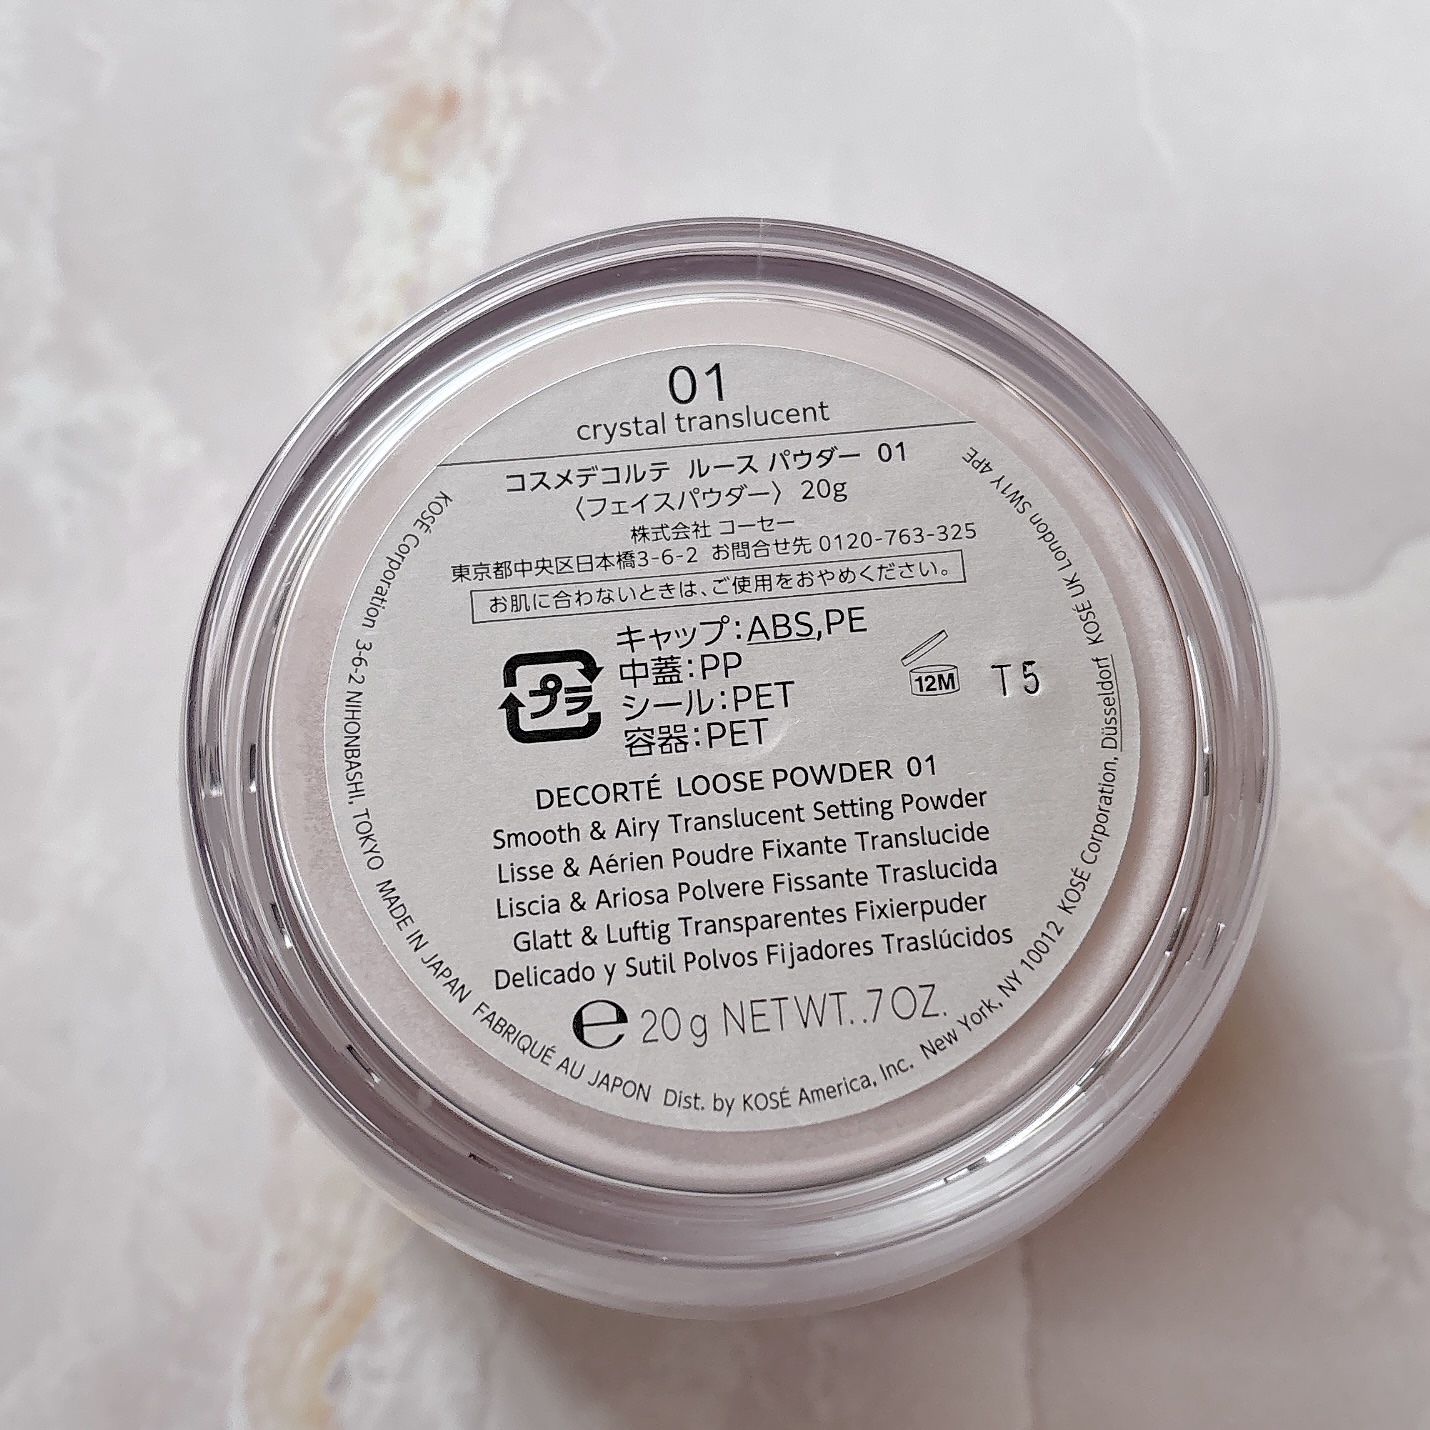 01
crystal translucent
コスメデコルテ ルース パウダー 01
〈フェイスパウダー〉 20g
株式会社 コーセー
東京都中央区日本橋3-6-2 お問合せ先 0120-763-325
お肌に合わないときは、ご使用をおやめください。
プラ
キャップ:ABS,PE
中蓋:PP
シール:PET
容器:PET
12M
T5
DECORTÉ LOOSE POWDER 01
Smooth & Airy Translucent Setting Powder
Lisse & Aérien Poudre Fixante Translucide
Liscia & Ariosa Polvere Fissante Traslucida
Glatt & Luftig Transparentes Fixierpuder
Delicado y Sutil Polvos Fijadores Traslúcidos
e 20g NET WT. .7 OZ.
KOSÉ Corporation 3-6-2 NIHONBASHI, TOKYO MADE IN JAPAN FABRIQUÉ AU JAPON Dist. by KOSÉ America, Inc. New York, NY 10012 KOSÉ Corporation, Düsseldorf KOSÉ UK London SW1Y 4PE